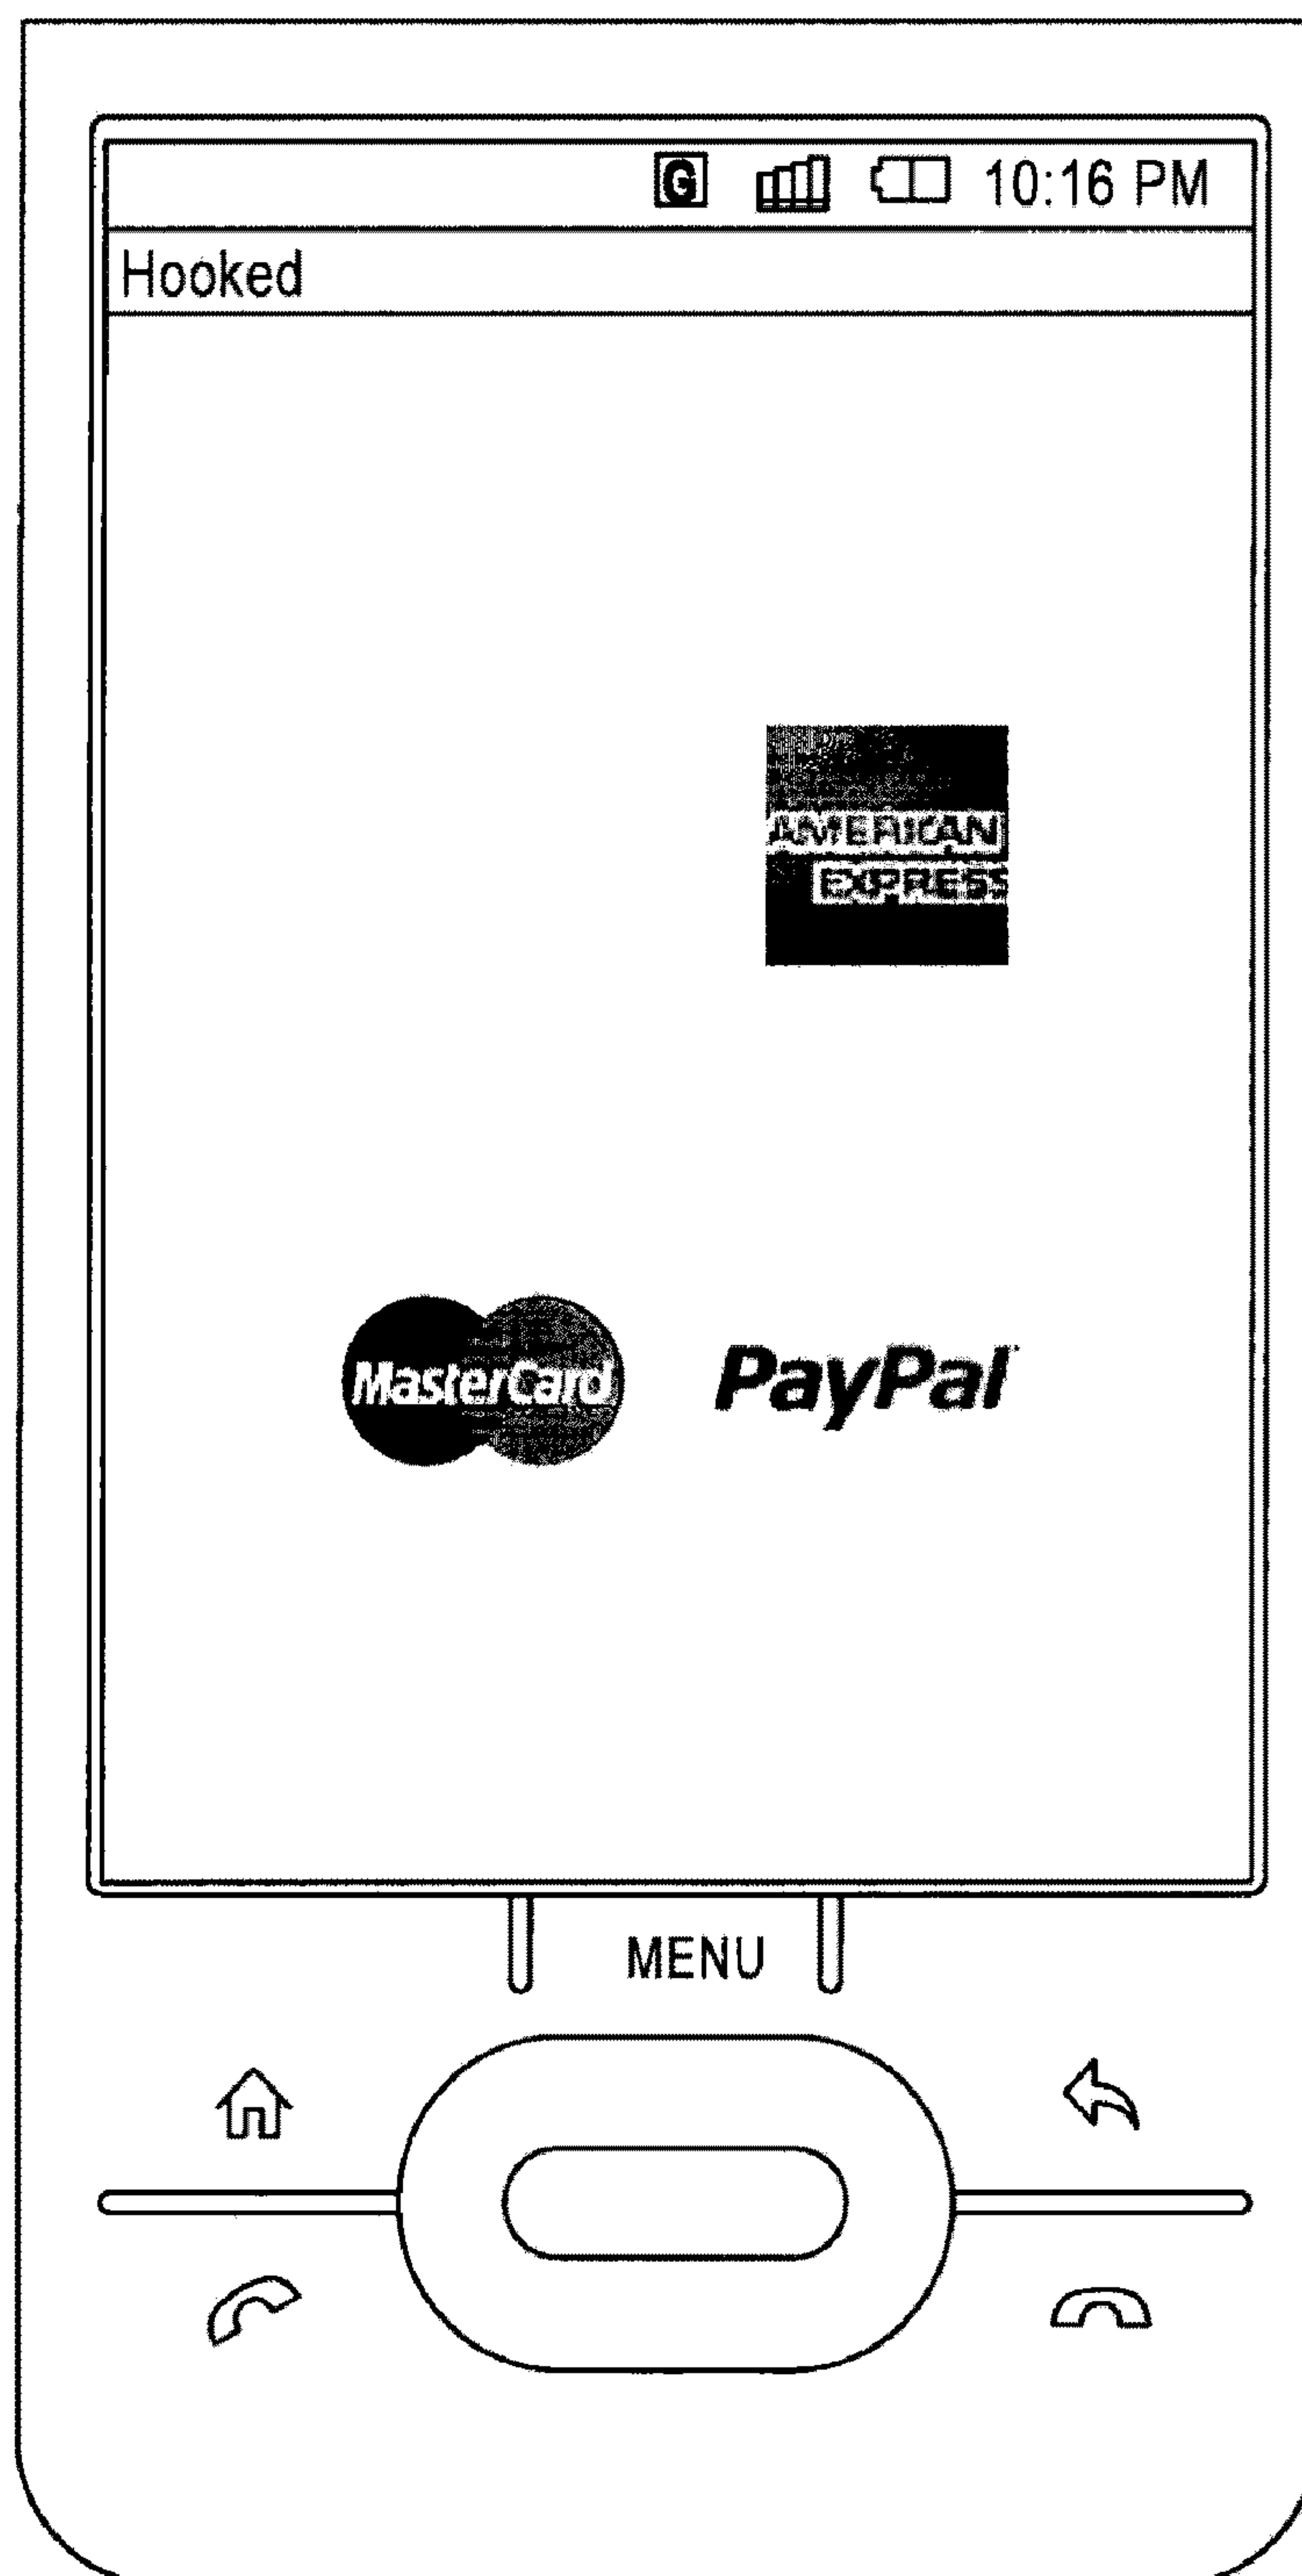 G 10:16 PM
Hooked
AMERICAN
EXPRESS
MasterCard PayPal
MENU